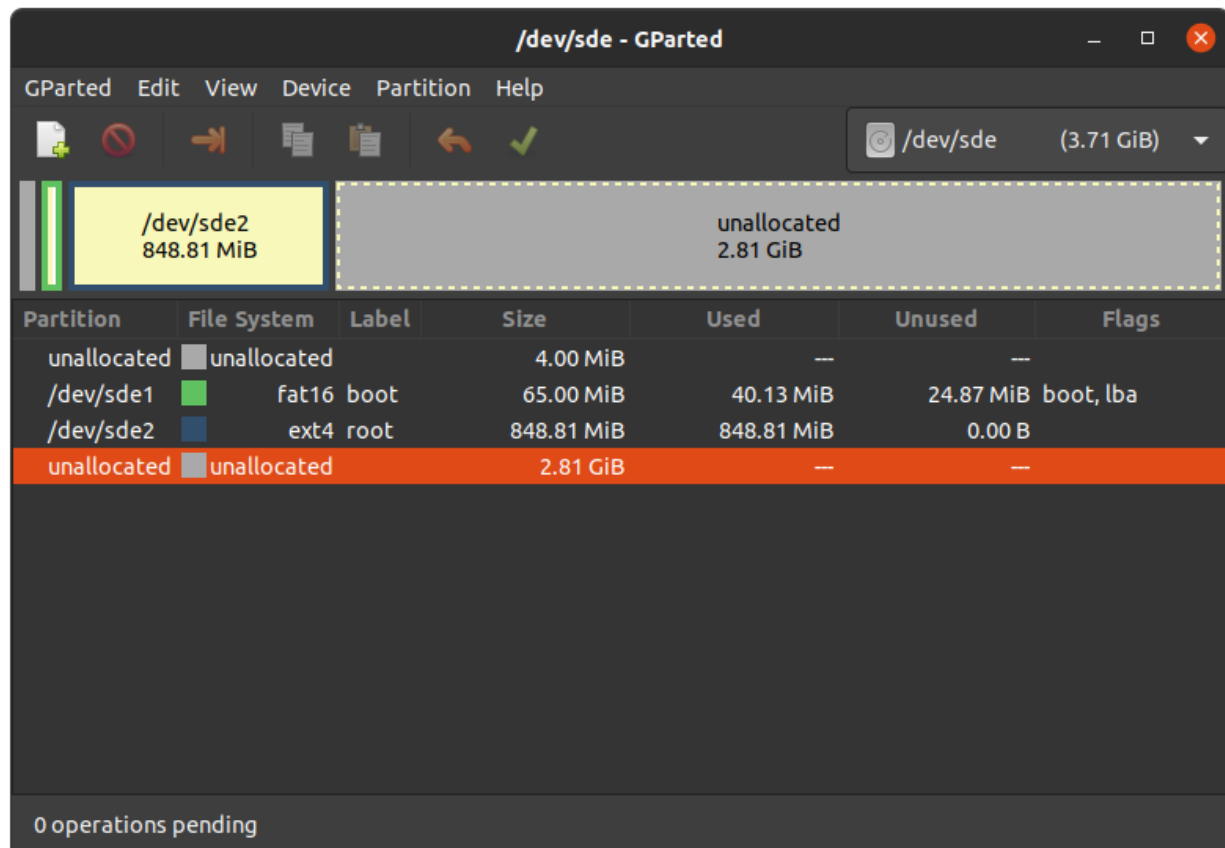 /dev/sde - GParted
GParted Edit View Device Partition Help
/dev/sde (3.71 GiB)
/dev/sde2
848.81 MiB
unallocated
2.81 GiB
Partition File System Label Size Used Unused Flags
unallocated unallocated 4.00 MiB --- ---
/dev/sde1 fat16 boot 65.00 MiB 40.13 MiB 24.87 MiB boot, lba
/dev/sde2 ext4 root 848.81 MiB 848.81 MiB 0.00 B
unallocated unallocated 2.81 GiB --- ---
0 operations pending